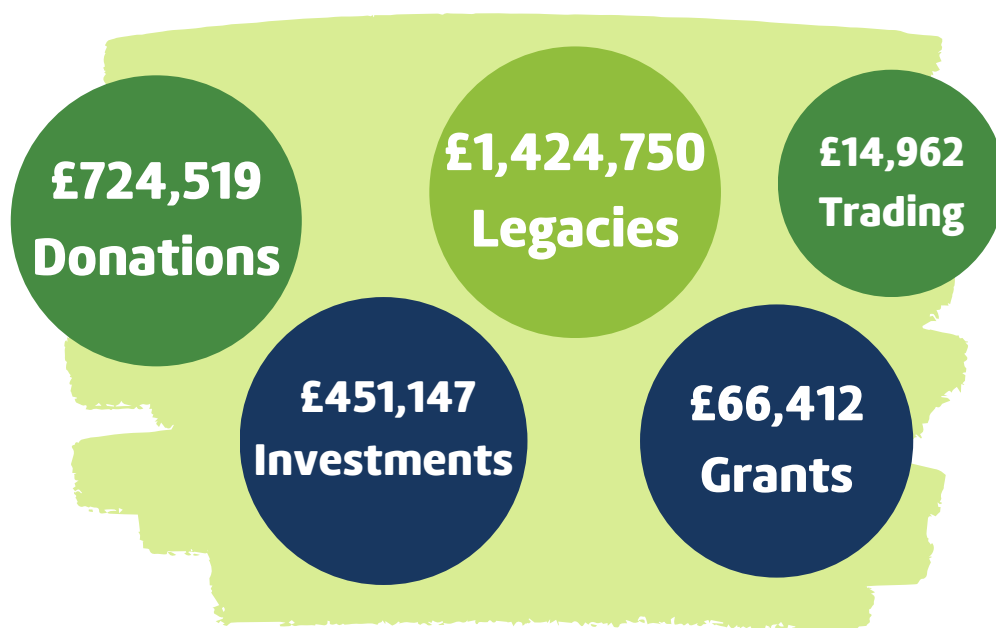 £724,519
Donations
£1,424,750
Legacies
£14,962
Trading
£451,147
Investments
£66,412
Grants